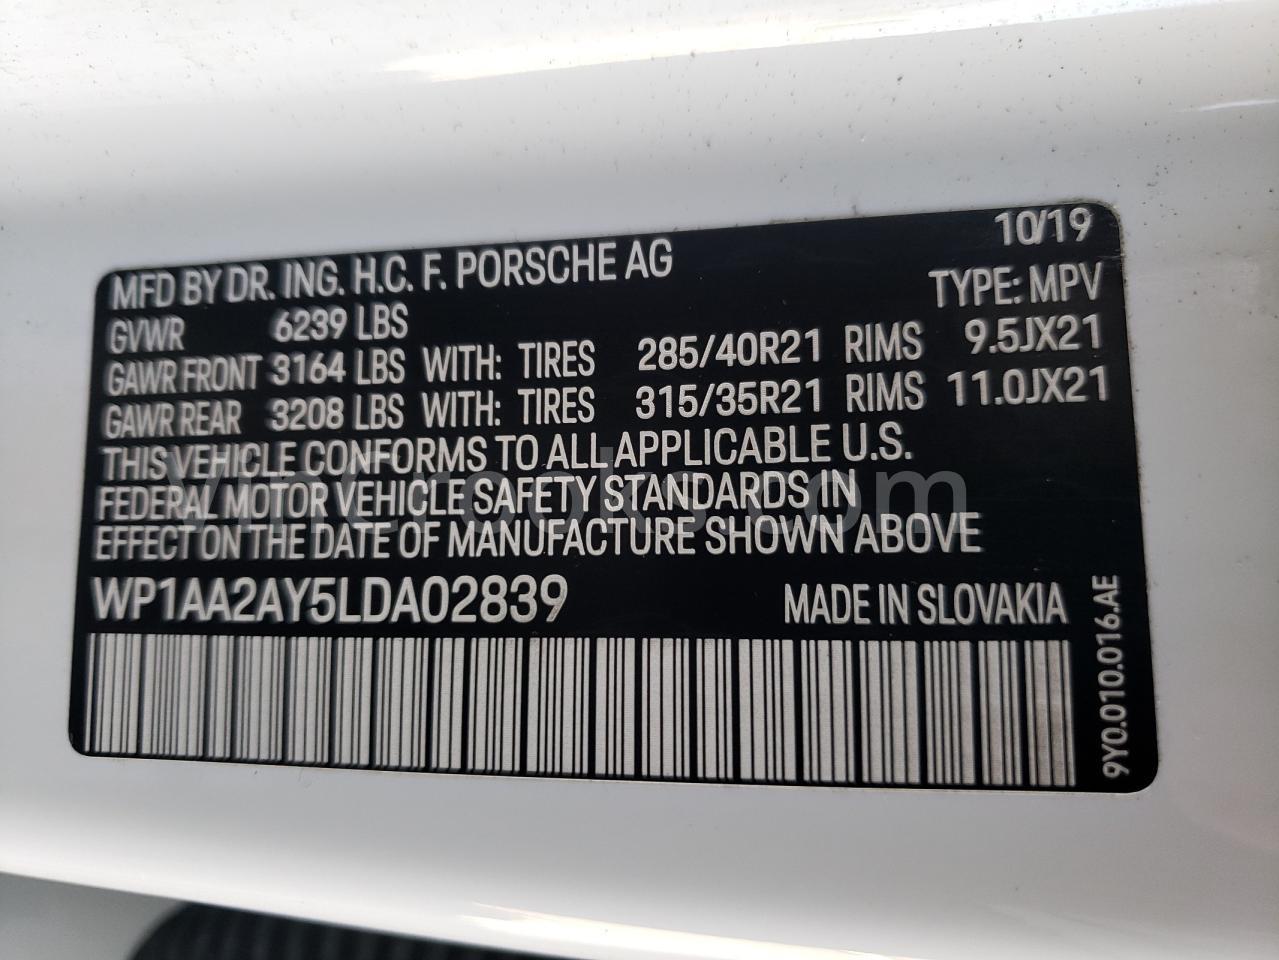 10/19
MFD BY DR. ING. H.C. F. PORSCHE AG
TYPE: MPV
GVWR 6239 LBS
GAWR FRONT 3164 LBS WITH: TIRES 285/40R21 RIMS 9.5JX21
GAWR REAR 3208 LBS WITH: TIRES 315/35R21 RIMS 11.0JX21
THIS VEHICLE CONFORMS TO ALL APPLICABLE U.S.
FEDERAL MOTOR VEHICLE SAFETY STANDARDS IN
EFFECT ON THE DATE OF MANUFACTURE SHOWN ABOVE
WP1AA2AY5LDA02839 MADE IN SLOVAKIA
9Y0.010.016.AE